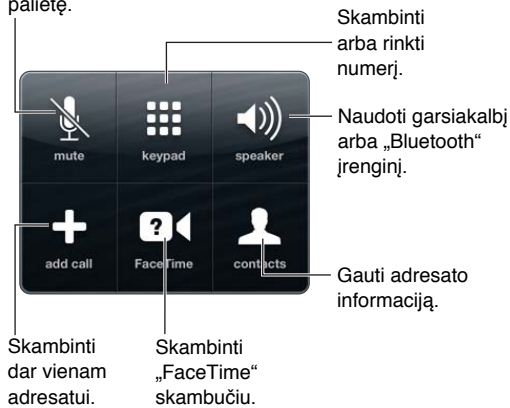 palietę.
Skambinti
arba rinkti
numerį.
Naudoti garsiakalbį
arba „Bluetooth“
įrenginį.
mute
keypad
speaker
add call
FaceTime
contacts
Gauti adresato
informaciją.
Skambinti
dar vienam
adresatui.
Skambinti
„FaceTime“
skambučiu.